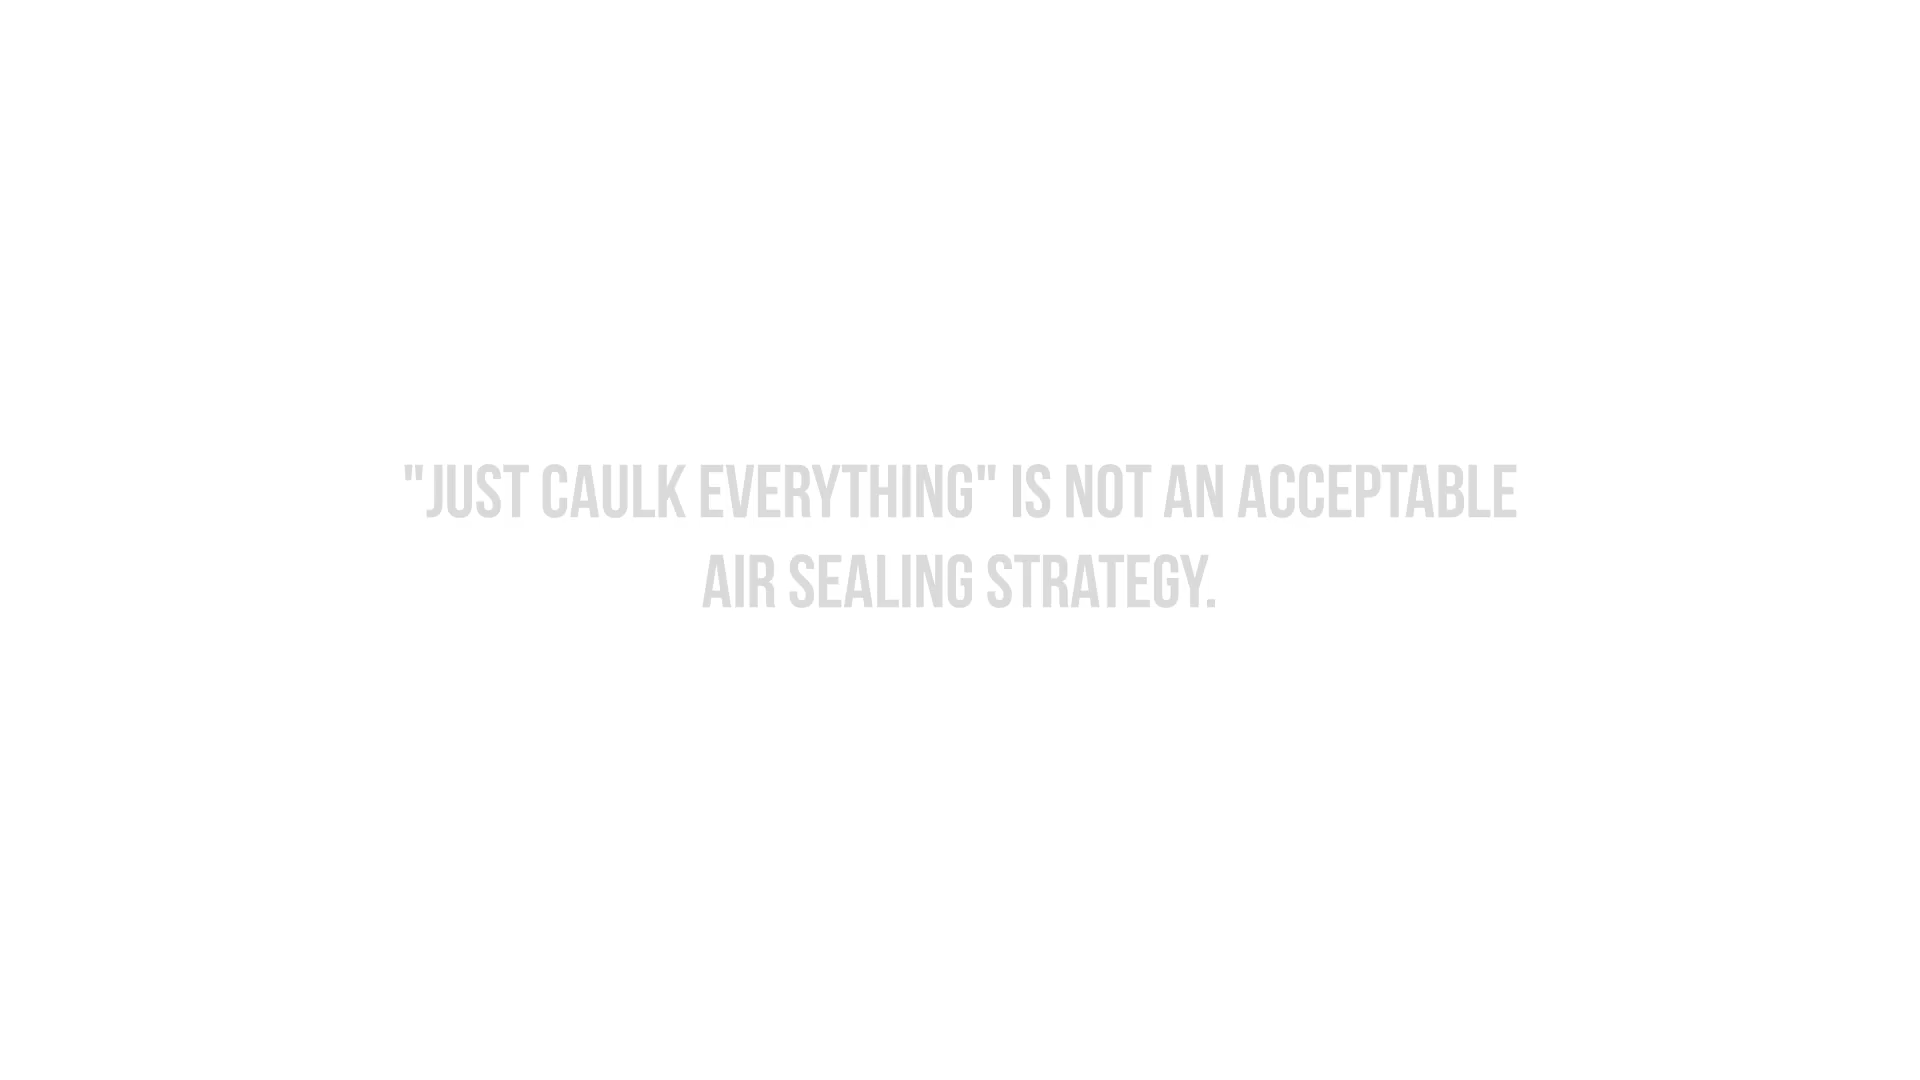 "JUST CAULK EVERYTHING" IS NOT AN ACCEPTABLE
AIR SEALING STRATEGY.